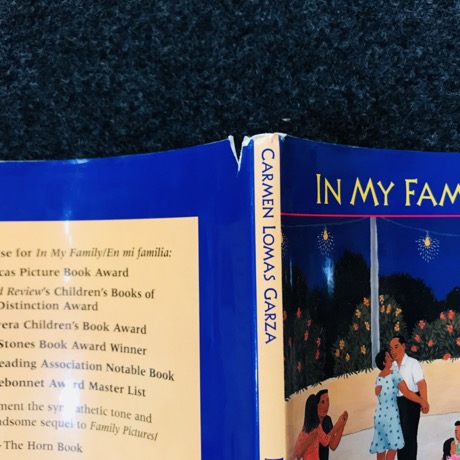 se for In My Family/En mi familia:
cas Picture Book Award
d Review's Children's Books of
Distinction Award
vera Children's Book Award
Stones Book Award Winner
eading Association Notable Book
ebonnet Award Master List
ment the sympathetic tone and
ndsome sequel to Family Pictures/
—The Horn Book
CARMEN LOMAS GARZA
IN MY FAM